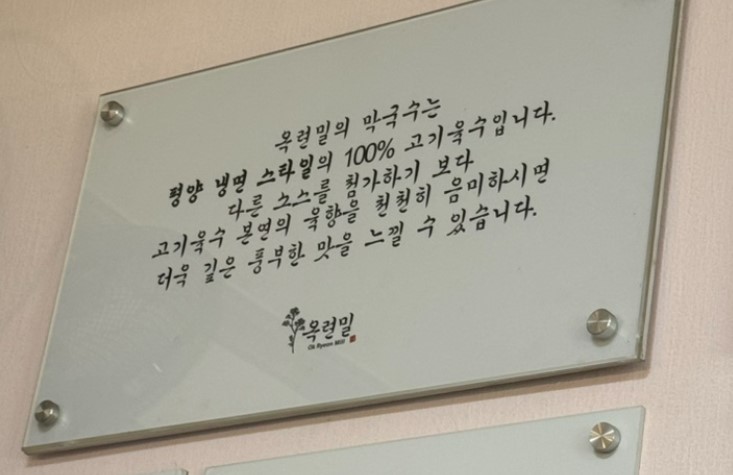 옥련밀의 막국수는
평양 냉면 스타일의 100% 고기육수입니다.
다른 소스를 첨가하기 보다
고기육수 본연의 육향을 천천히 음미하시면
더욱 깊은 풍부한 맛을 느낄 수 있습니다.
옥련밀
Ok Ryeon Mill